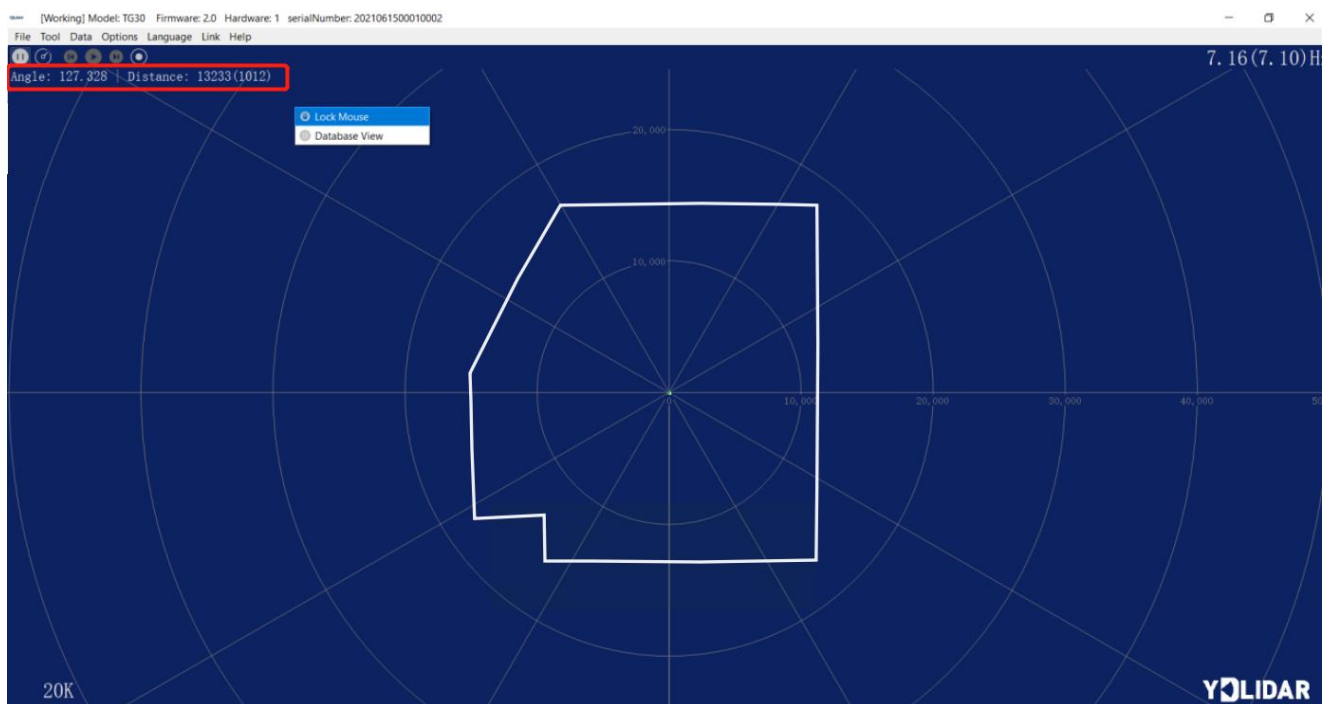 [Working] Model: TG30 Firmware: 2.0 Hardware: 1 serialNumber: 2021061500010002
File Tool Data Options Language Link Help
7.16(7.10)H
Angle: 127.328 Distance: 13233(1012)
Lock Mouse
Database View
20,000
10,000
0 10,000 20,000 30,000 40,000 50
20K
YDLIDAR